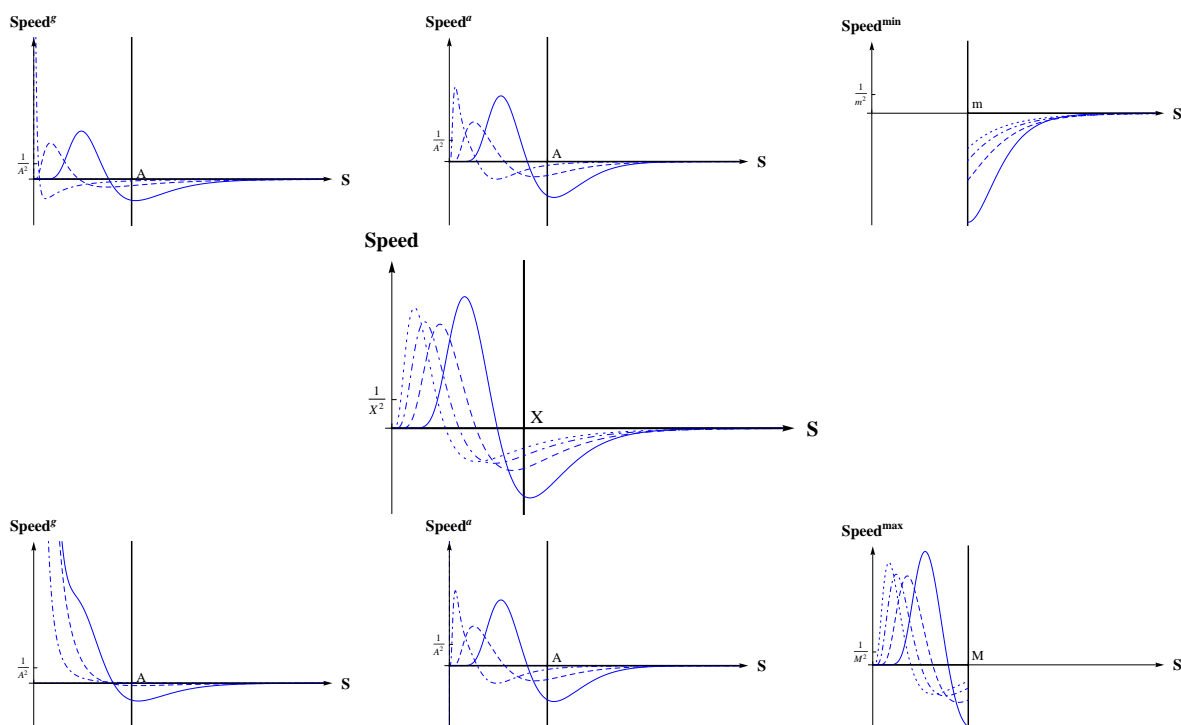 Speed^g
1/A^2
A
S
Speed^a
1/A^2
A
S
Speed^min
1/m^2
m
S
Speed
1/X^2
X
S
Speed^g
1/A^2
A
S
Speed^a
1/A^2
A
S
Speed^max
1/M^2
M
S